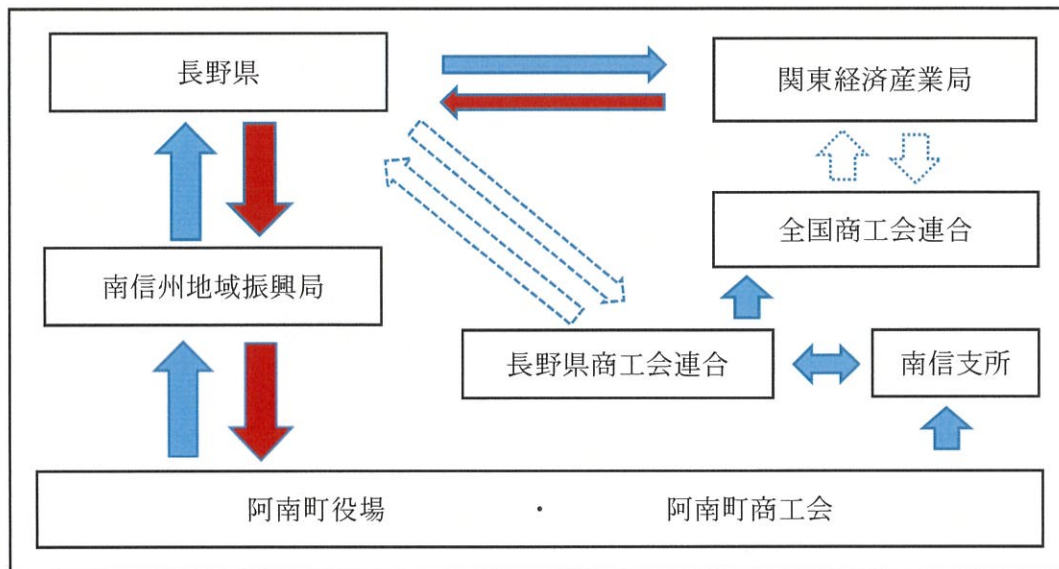 長野県
関東経済産業局
全国商工会連合
南信州地域振興局
長野県商工会連合
南信支所
阿南町役場 ・ 阿南町商工会